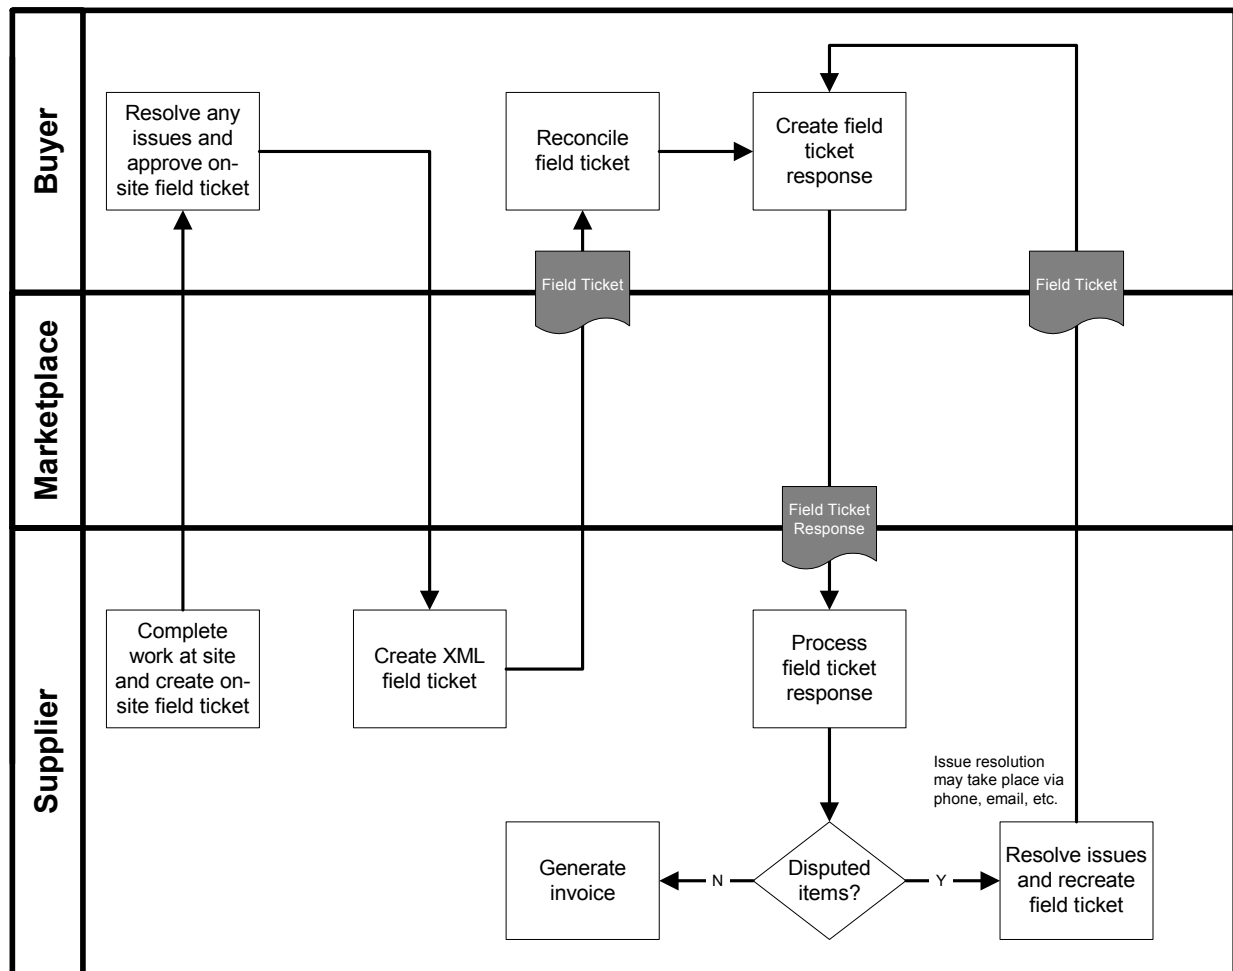 Buyer
Resolve any
issues and
approve on-
site field ticket
Reconcile
field ticket
Create field
ticket
response
Field Ticket
Field Ticket
Marketplace
Field Ticket
Response
Supplier
Complete
work at site
and create on-
site field ticket
Create XML
field ticket
Process
field ticket
response
Issue resolution
may take place via
phone, email, etc.
Generate
invoice
N
Disputed
items?
Y
Resolve issues
and recreate
field ticket